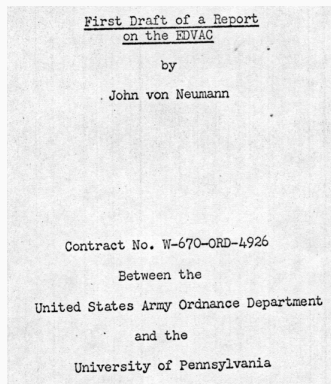 First Draft of a Report
on the EDVAC
by
John von Neumann
Contract No. W-670-ORD-4926
Between the
United States Army Ordnance Department
and the
University of Pennsylvania